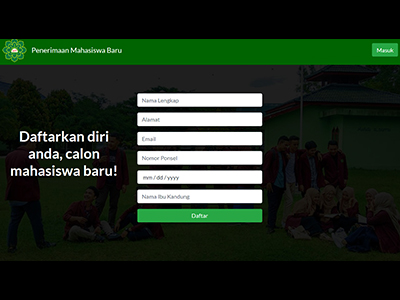 Penerimaan Mahasiswa Baru
Masuk
Daftarkan diri
anda, calon
mahasiswa baru!
Nama Lengkap
Alamat
Email
Nomor Ponsel
mm / dd / yyyy
Nama Ibu Kandung
Daftar